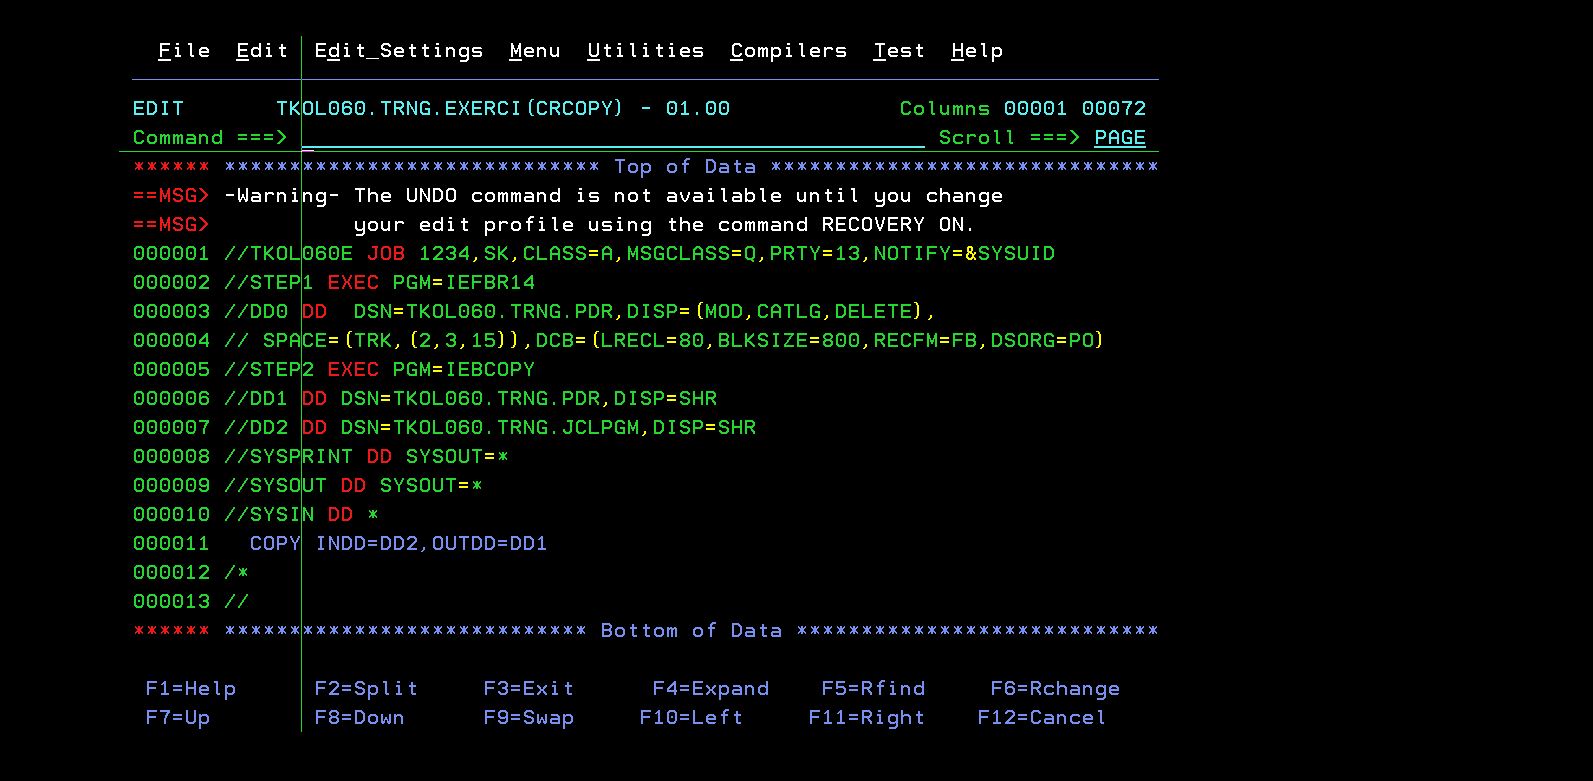 File  Edit  Edit_Settings  Menu  Utilities  Compilers  Test  Help
EDIT       TKOL060.TRNG.EXERCI(CRCOPY) - 01.00             Columns 00001 00072
Command ===>                                                  Scroll ===> PAGE
****** ***************************** Top of Data ******************************
==MSG> -Warning- The UNDO command is not available until you change
==MSG>           your edit profile using the command RECOVERY ON.
000001 //TKOL060E JOB 1234,SK,CLASS=A,MSGCLASS=Q,PRTY=13,NOTIFY=&SYSUID
000002 //STEP1 EXEC PGM=IEFBR14
000003 //DD0 DD  DSN=TKOL060.TRNG.PDR,DISP=(MOD,CATLG,DELETE),
000004 // SPACE=(TRK,(2,3,15)),DCB=(LRECL=80,BLKSIZE=800,RECFM=FB,DSORG=PO)
000005 //STEP2 EXEC PGM=IEBCOPY
000006 //DD1 DD DSN=TKOL060.TRNG.PDR,DISP=SHR
000007 //DD2 DD DSN=TKOL060.TRNG.JCLPGM,DISP=SHR
000008 //SYSPRINT DD SYSOUT=*
000009 //SYSOUT DD SYSOUT=*
000010 //SYSIN DD *
000011   COPY INDD=DD2,OUTDD=DD1
000012 /*
000013 //
****** **************************** Bottom of Data ****************************
F1=Help      F2=Split     F3=Exit      F4=Expand    F5=Rfind     F6=Rchange
F7=Up        F8=Down      F9=Swap     F10=Left     F11=Right    F12=Cancel